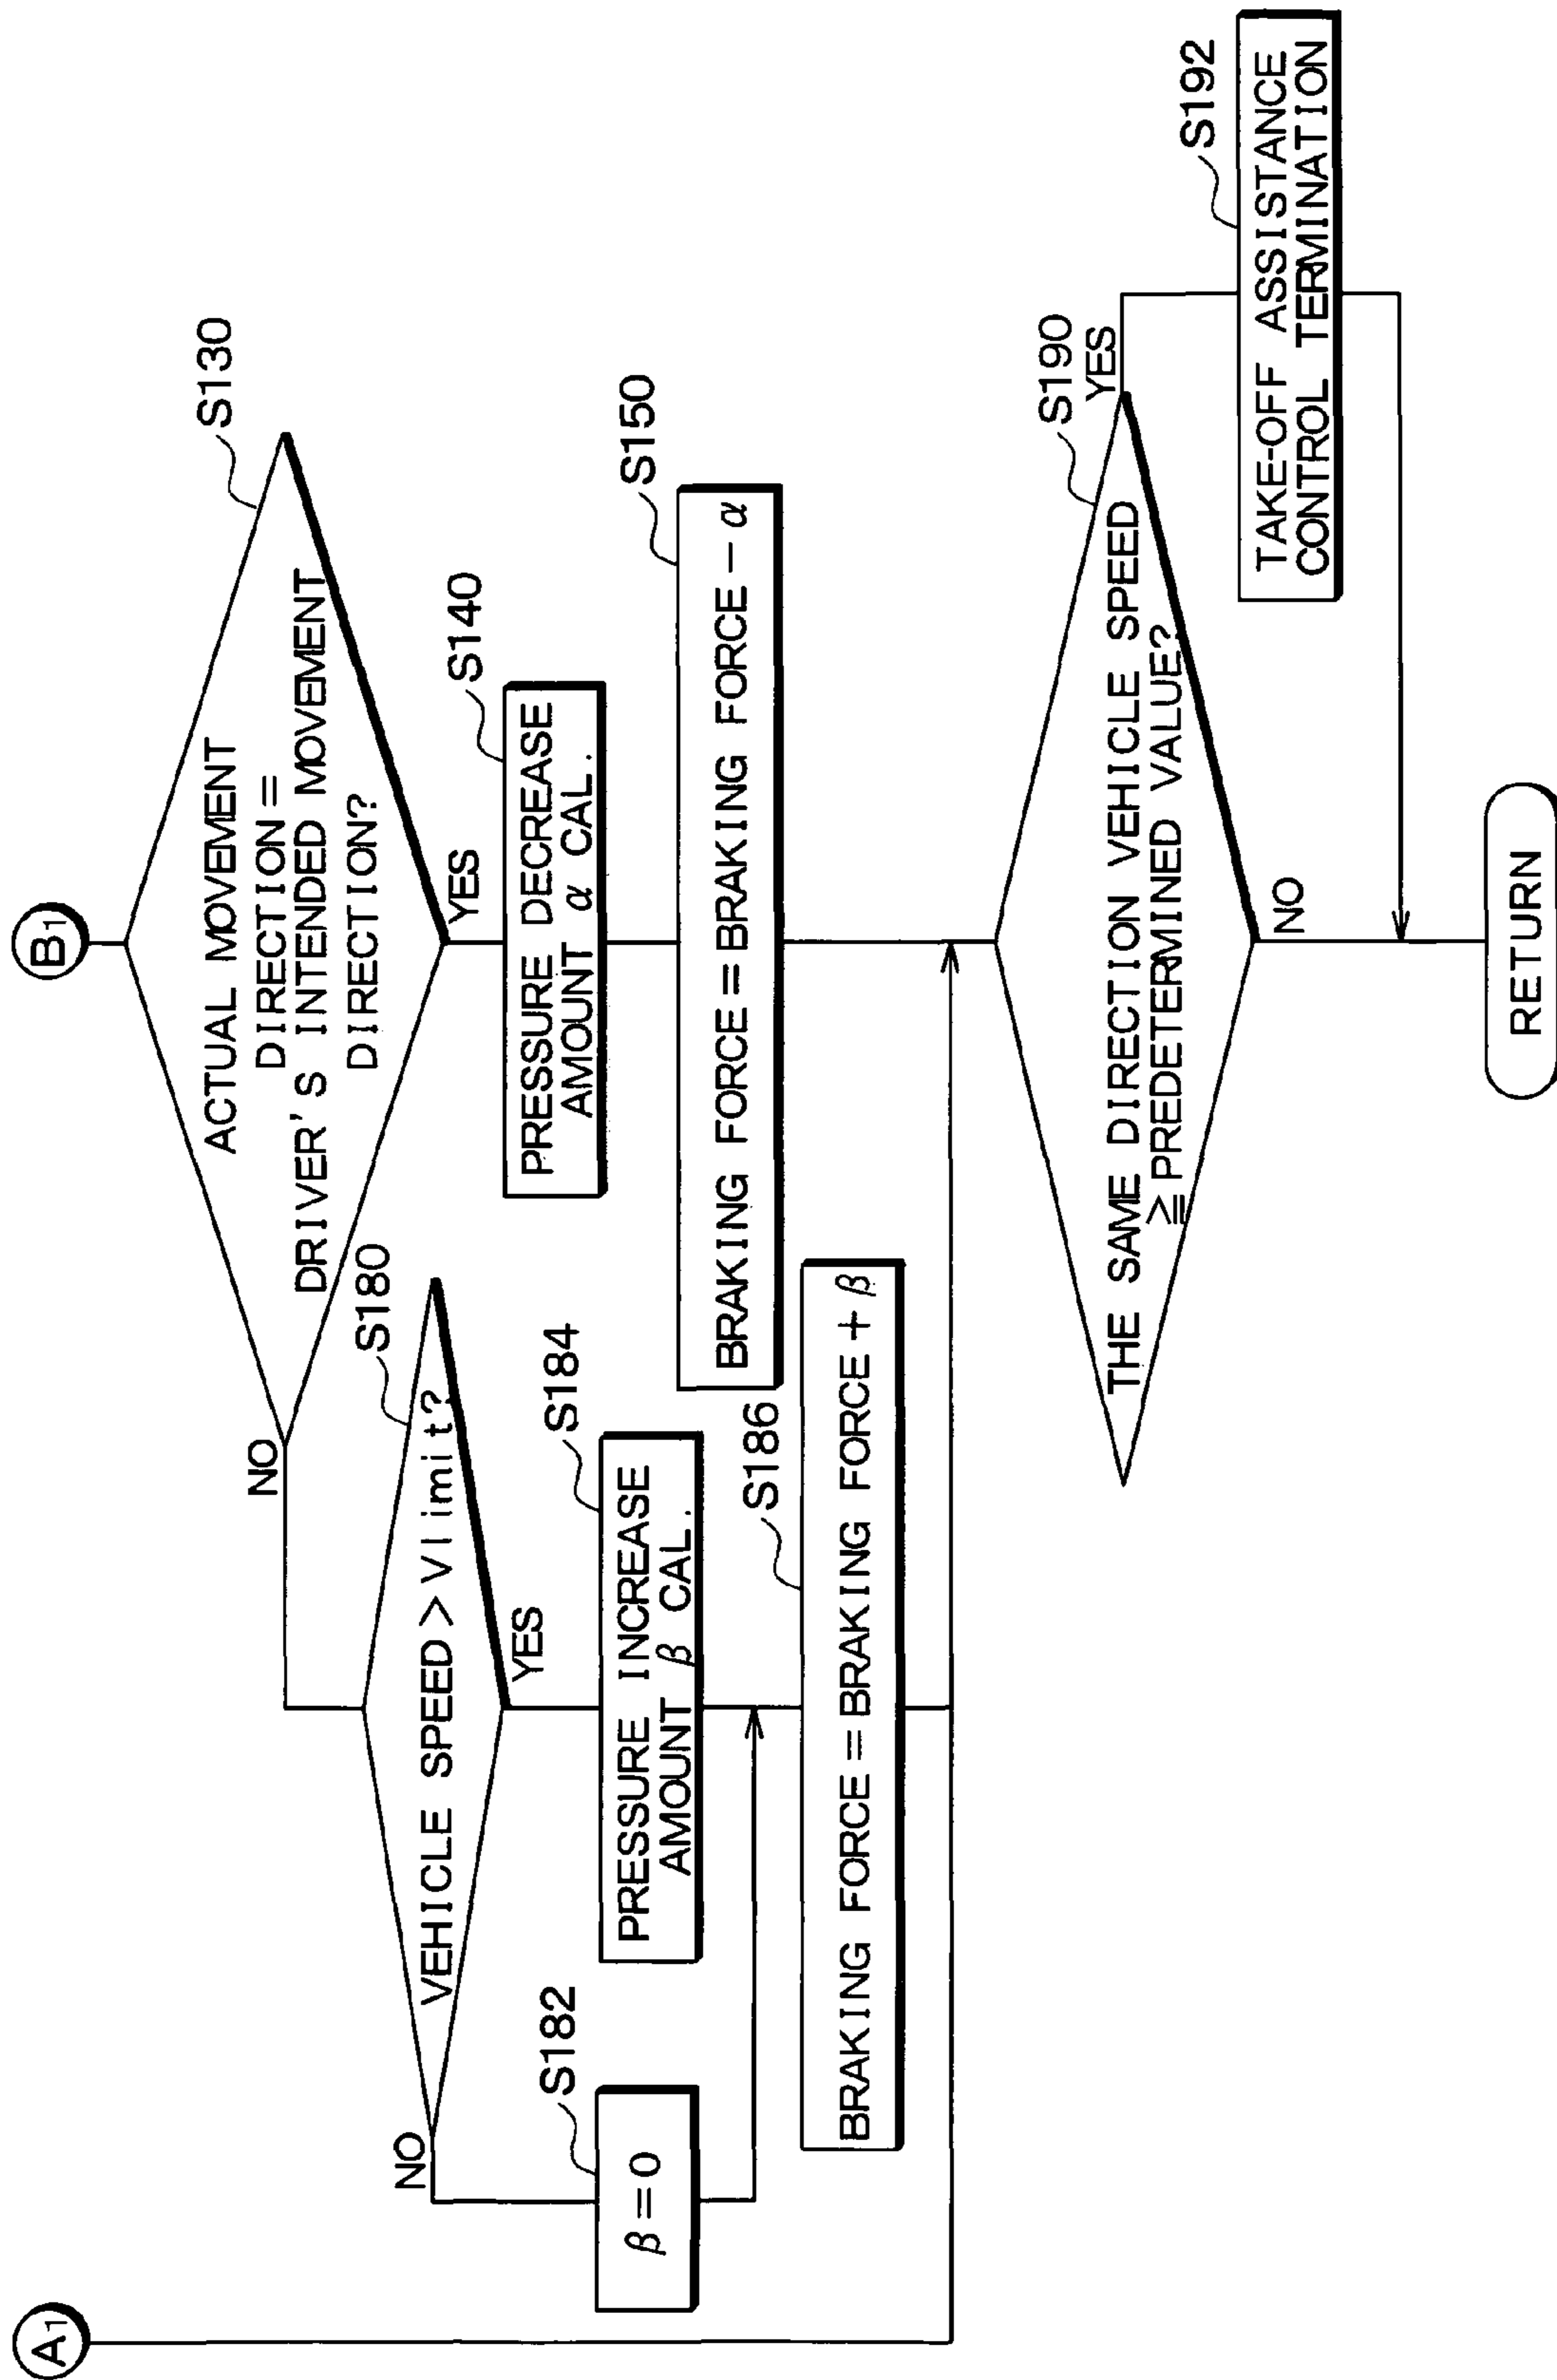 A1
B1
ACTUAL MOVEMENT
DIRECTION =
DRIVER'S INTENDED MOVEMENT
DIRECTION?
S130
NO
YES
VEHICLE SPEED > Vlimit?
S180
NO
YES
PRESSURE DECREASE
AMOUNT α CAL.
S140
β = 0
S182
PRESSURE INCREASE
AMOUNT β CAL.
S184
BRAKING FORCE = BRAKING FORCE - α
S150
BRAKING FORCE = BRAKING FORCE + β
S186
THE SAME DIRECTION VEHICLE SPEED
≧ PREDETERMINED VALUE?
S190
YES
NO
TAKE-OFF ASSISTANCE
CONTROL TERMINATION
S192
RETURN